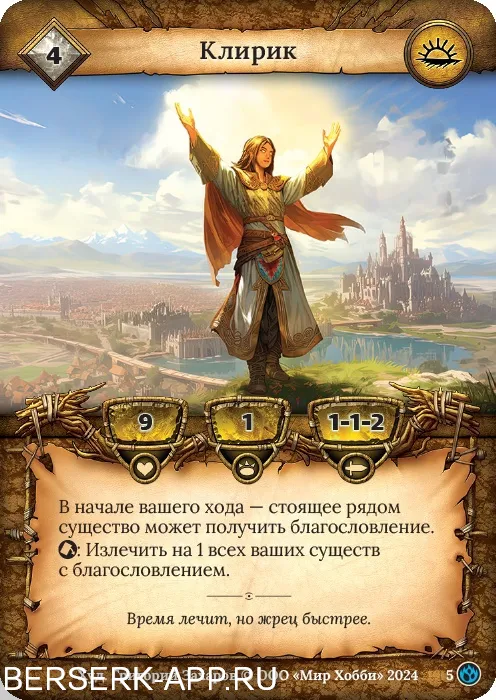 4
Клирик
9
1
1-1-2
В начале вашего хода — стоящее рядом
существо может получить благословление.
: Излечить на 1 всех ваших существ
с благословлением.
Время лечит, но жрец быстрее.
© ООО «Мир Хобби» 2024
5
BERSERK-APP.RU